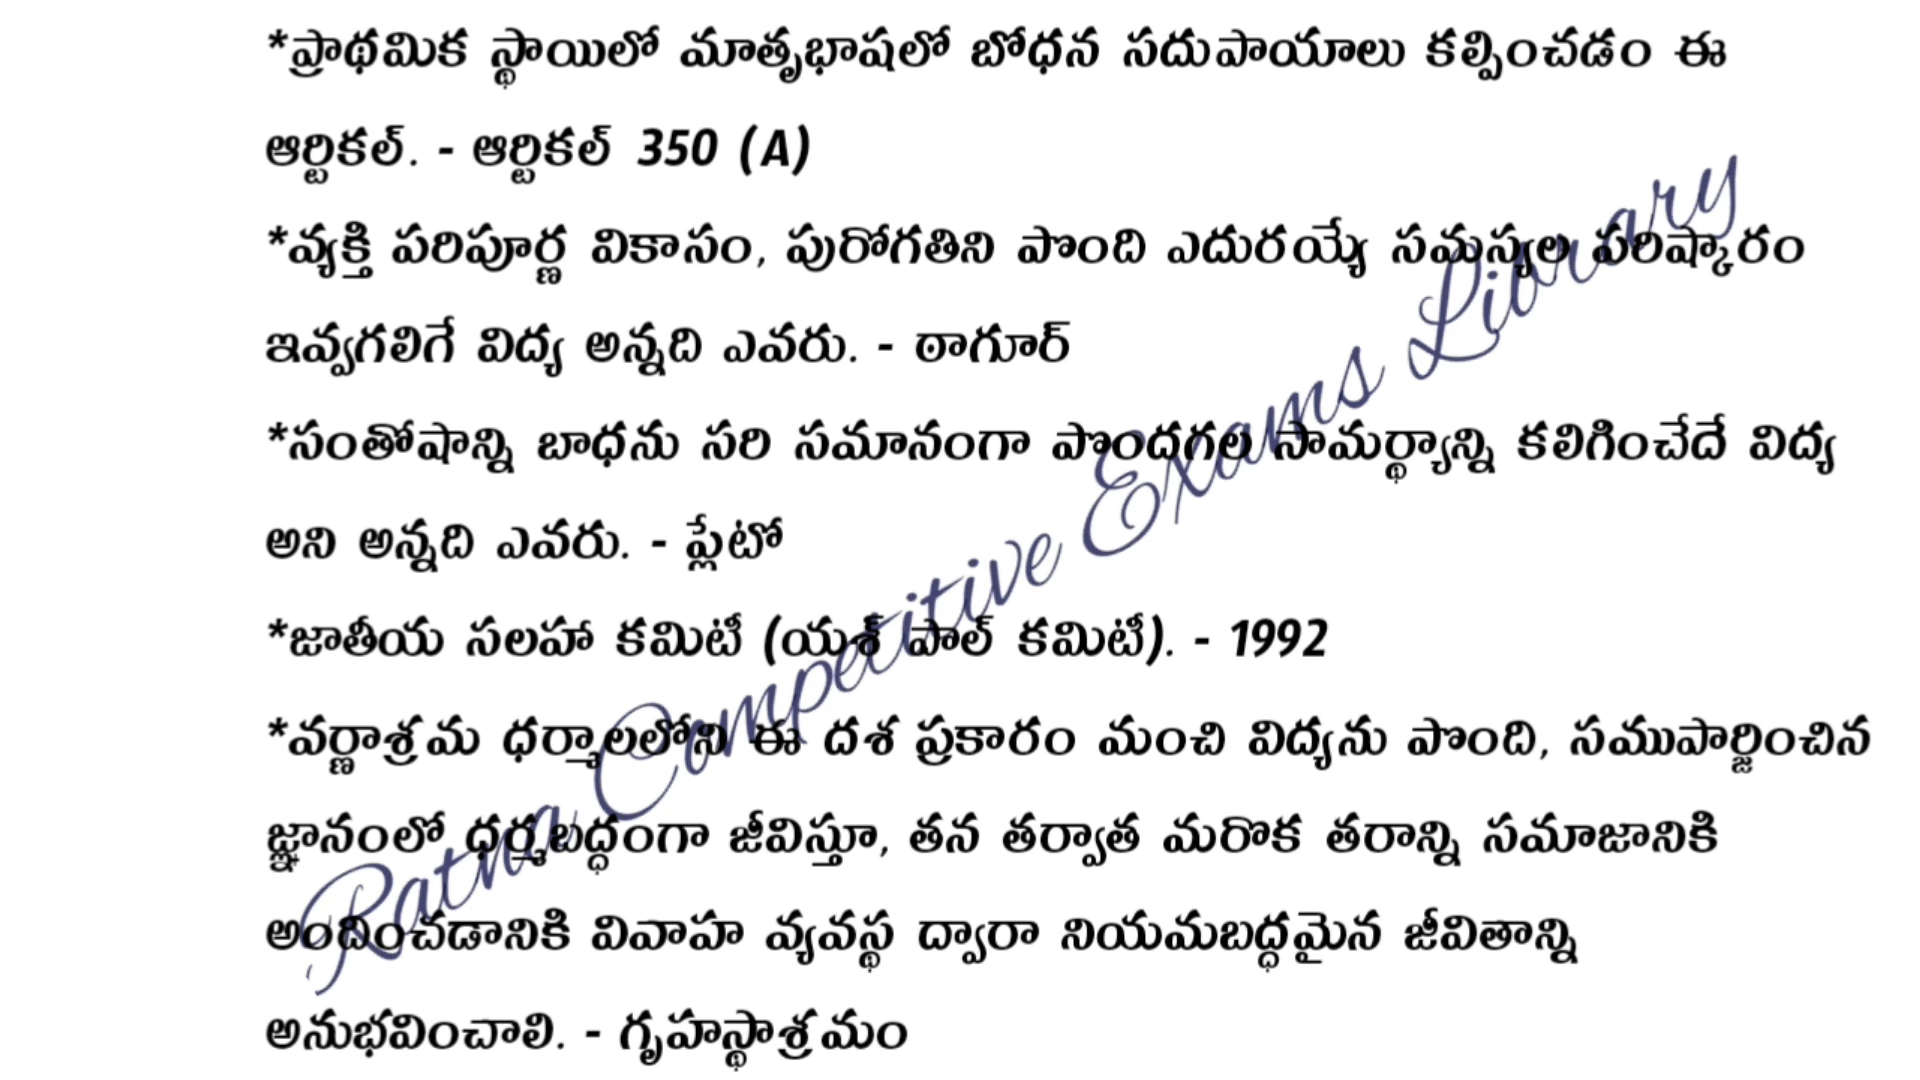 *ప్రాథమిక స్థాయిలో మాతృభాషలో బోధన సదుపాయాలు కల్పించడం ఈ
ఆర్టికల్. - ఆర్టికల్ 350 (A)
*వ్యక్తి పరిపూర్ణ వికాసం, పురోగతిని పొంది ఎదురయ్యే సమస్యల పరిష్కారం
ఇవ్వగలిగే విద్య అన్నది ఎవరు. - ఠాగూర్
*సంతోషాన్ని బాధను సరి సమానంగా పొందగల సామర్థ్యాన్ని కలిగించేదే విద్య
అని అన్నది ఎవరు. - ప్లేటో
*జాతీయ సలహా కమిటీ (యశ్ పాల్ కమిటీ). - 1992
*వర్ణాశ్రమ ధర్మాలలోని ఈ దశ ప్రకారం మంచి విద్యను పొంది, సముపార్జించిన
జ్ఞానంలో ధర్మబద్ధంగా జీవిస్తూ, తన తర్వాత మరొక తరాన్ని సమాజానికి
అందించడానికి వివాహ వ్యవస్థ ద్వారా నియమబద్ధమైన జీవితాన్ని
అనుభవించాలి. - గృహస్థాశ్రమం
Ratna Competitive Exams Library